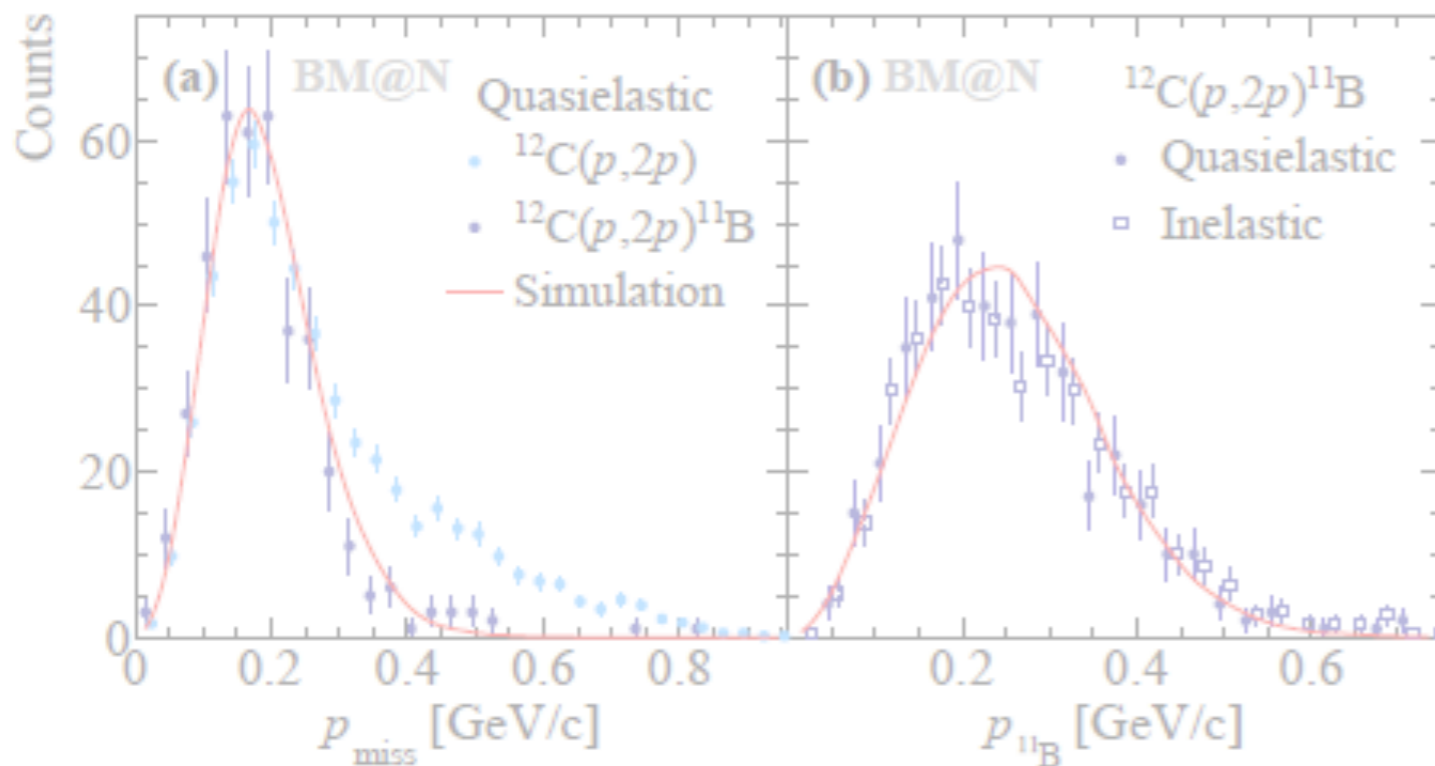 Counts
(a) BM@N
Quasielastic
¹²C(p,2p)
¹²C(p,2p)¹¹B
Simulation
60
40
20
0
0 0.2 0.4 0.6 0.8
p_miss [GeV/c]
(b) BM@N
¹²C(p,2p)¹¹B
Quasielastic
Inelastic
0.2 0.4 0.6
p_¹¹B [GeV/c]